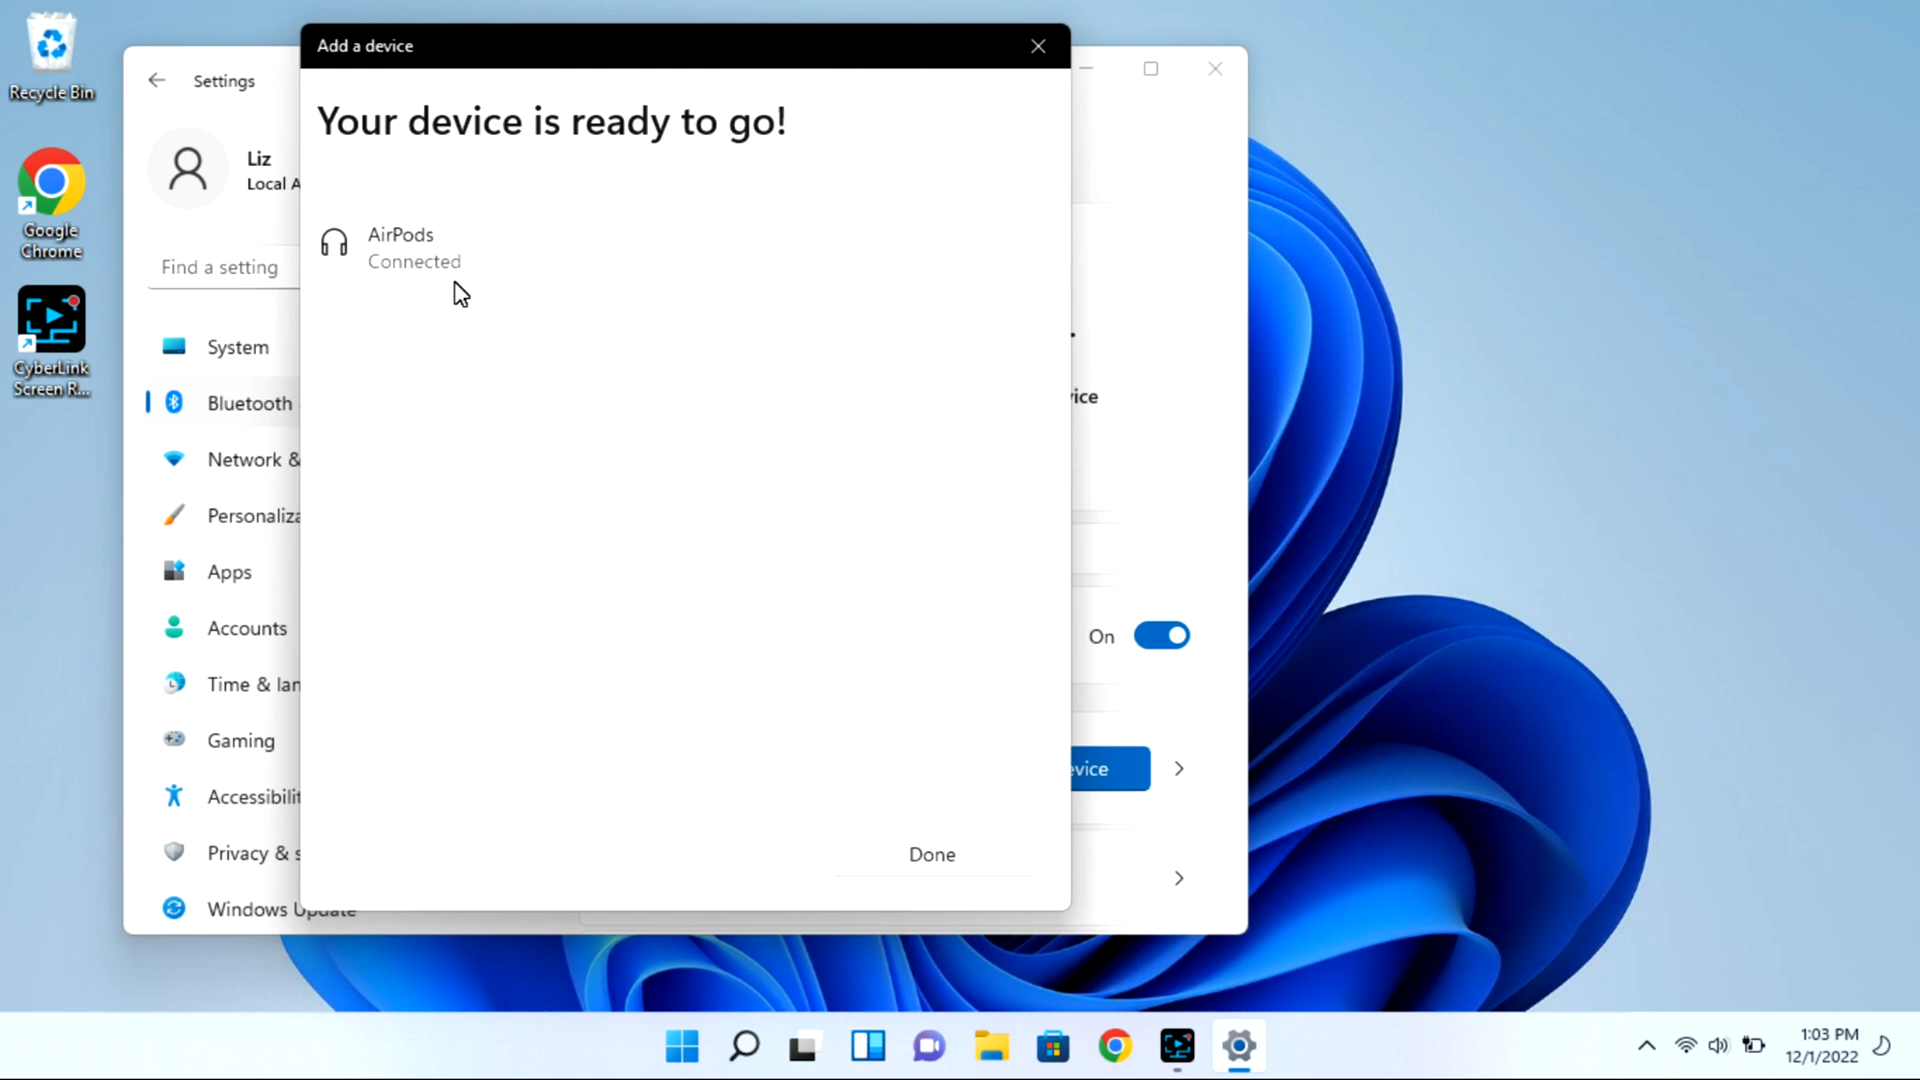 Recycle Bin
Google
Chrome
CyberLink
Screen R...
Settings
Liz
Local A
Find a setting
System
Bluetooth
Network &
Personaliza
Apps
Accounts
Time & lan
Gaming
Accessibilit
Privacy & s
Windows Update
Add a device
Your device is ready to go!
AirPods
Connected
Done
vice
On
evice
1:03 PM
12/1/2022